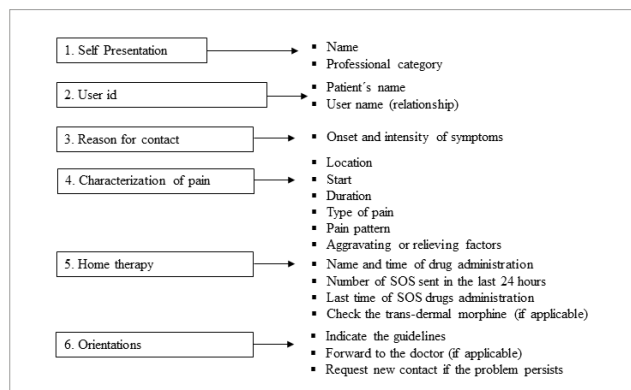 1. Self Presentation
▪ Name
▪ Professional category
2. User id
▪ Patient´s name
▪ User name (relationship)
3. Reason for contact
▪ Onset and intensity of symptoms
4. Characterization of pain
▪ Location
▪ Start
▪ Duration
▪ Type of pain
▪ Pain pattern
▪ Aggravating or relieving factors
5. Home therapy
▪ Name and time of drug administration
▪ Number of SOS sent in the last 24 hours
▪ Last time of SOS drugs administration
▪ Check the trans-dermal morphine (if applicable)
6. Orientations
▪ Indicate the guidelines
▪ Forward to the doctor (if applicable)
▪ Request new contact if the problem persists